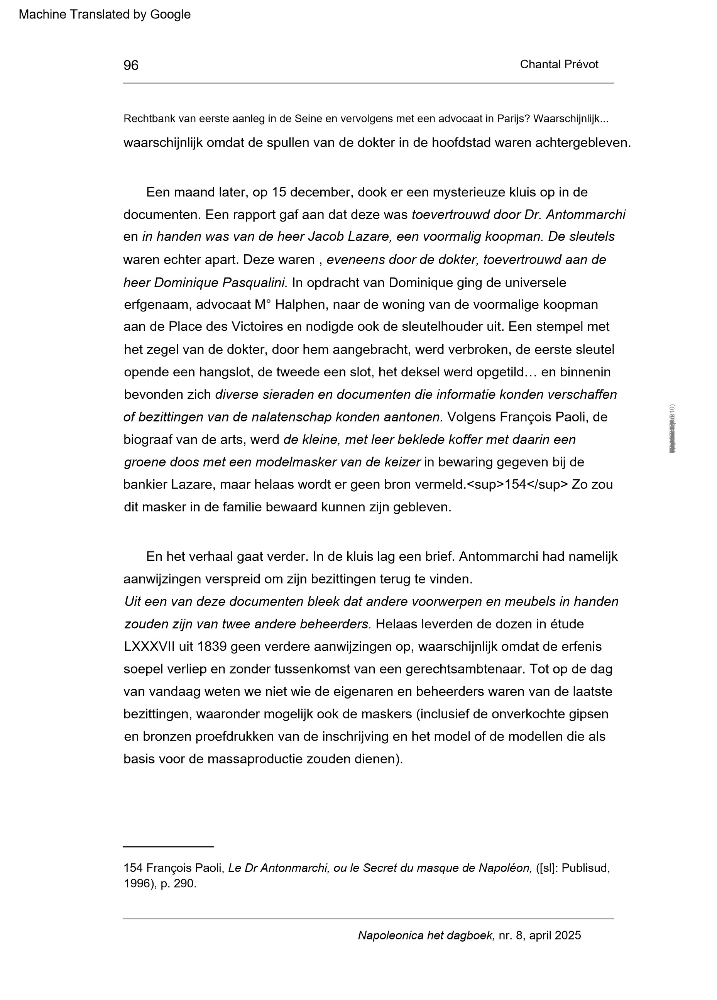 Machine Translated by Google
96
Chantal Prévot
Rechtbank van eerste aanleg in de Seine en vervolgens met een advocaat in Parijs? Waarschijnlijk...
waarschijnlijk omdat de spullen van de dokter in de hoofdstad waren achtergebleven.
Een maand later, op 15 december, dook er een mysterieuze kluis op in de
documenten. Een rapport gaf aan dat deze was toevertrouwd door Dr. Antommarchi
en in handen was van de heer Jacob Lazare, een voormalig koopman. De sleutels
waren echter apart. Deze waren , eveneens door de dokter, toevertrouwd aan de
heer Dominique Pasqualini. In opdracht van Dominique ging de universele
erfgenaam, advocaat M° Halphen, naar de woning van de voormalige koopman
aan de Place des Victoires en nodigde ook de sleutelhouder uit. Een stempel met
het zegel van de dokter, door hem aangebracht, werd verbroken, de eerste sleutel
opende een hangslot, de tweede een slot, het deksel werd opgetild… en binnenin
bevonden zich diverse sieraden en documenten die informatie konden verschaffen
of bezittingen van de nalatenschap konden aantonen. Volgens François Paoli, de
biograaf van de arts, werd de kleine, met leer beklede koffer met daarin een
groene doos met een modelmasker van de keizer in bewaring gegeven bij de
bankier Lazare, maar helaas wordt er geen bron vermeld.<sup>154</sup> Zo zou
dit masker in de familie bewaard kunnen zijn gebleven.
En het verhaal gaat verder. In de kluis lag een brief. Antommarchi had namelijk
aanwijzingen verspreid om zijn bezittingen terug te vinden.
Uit een van deze documenten bleek dat andere voorwerpen en meubels in handen
zouden zijn van twee andere beheerders. Helaas leverden de dozen in étude
LXXXVII uit 1839 geen verdere aanwijzingen op, waarschijnlijk omdat de erfenis
soepel verliep en zonder tussenkomst van een gerechtsambtenaar. Tot op de dag
van vandaag weten we niet wie de eigenaren en beheerders waren van de laatste
bezittingen, waaronder mogelijk ook de maskers (inclusief de onverkochte gipsen
en bronzen proefdrukken van de inschrijving en het model of de modellen die als
basis voor de massaproductie zouden dienen).
154 François Paoli, Le Dr Antonmarchi, ou le Secret du masque de Napoléon, ([sl]: Publisud,
1996), p. 290.
Napoleonica het dagboek, nr. 8, april 2025